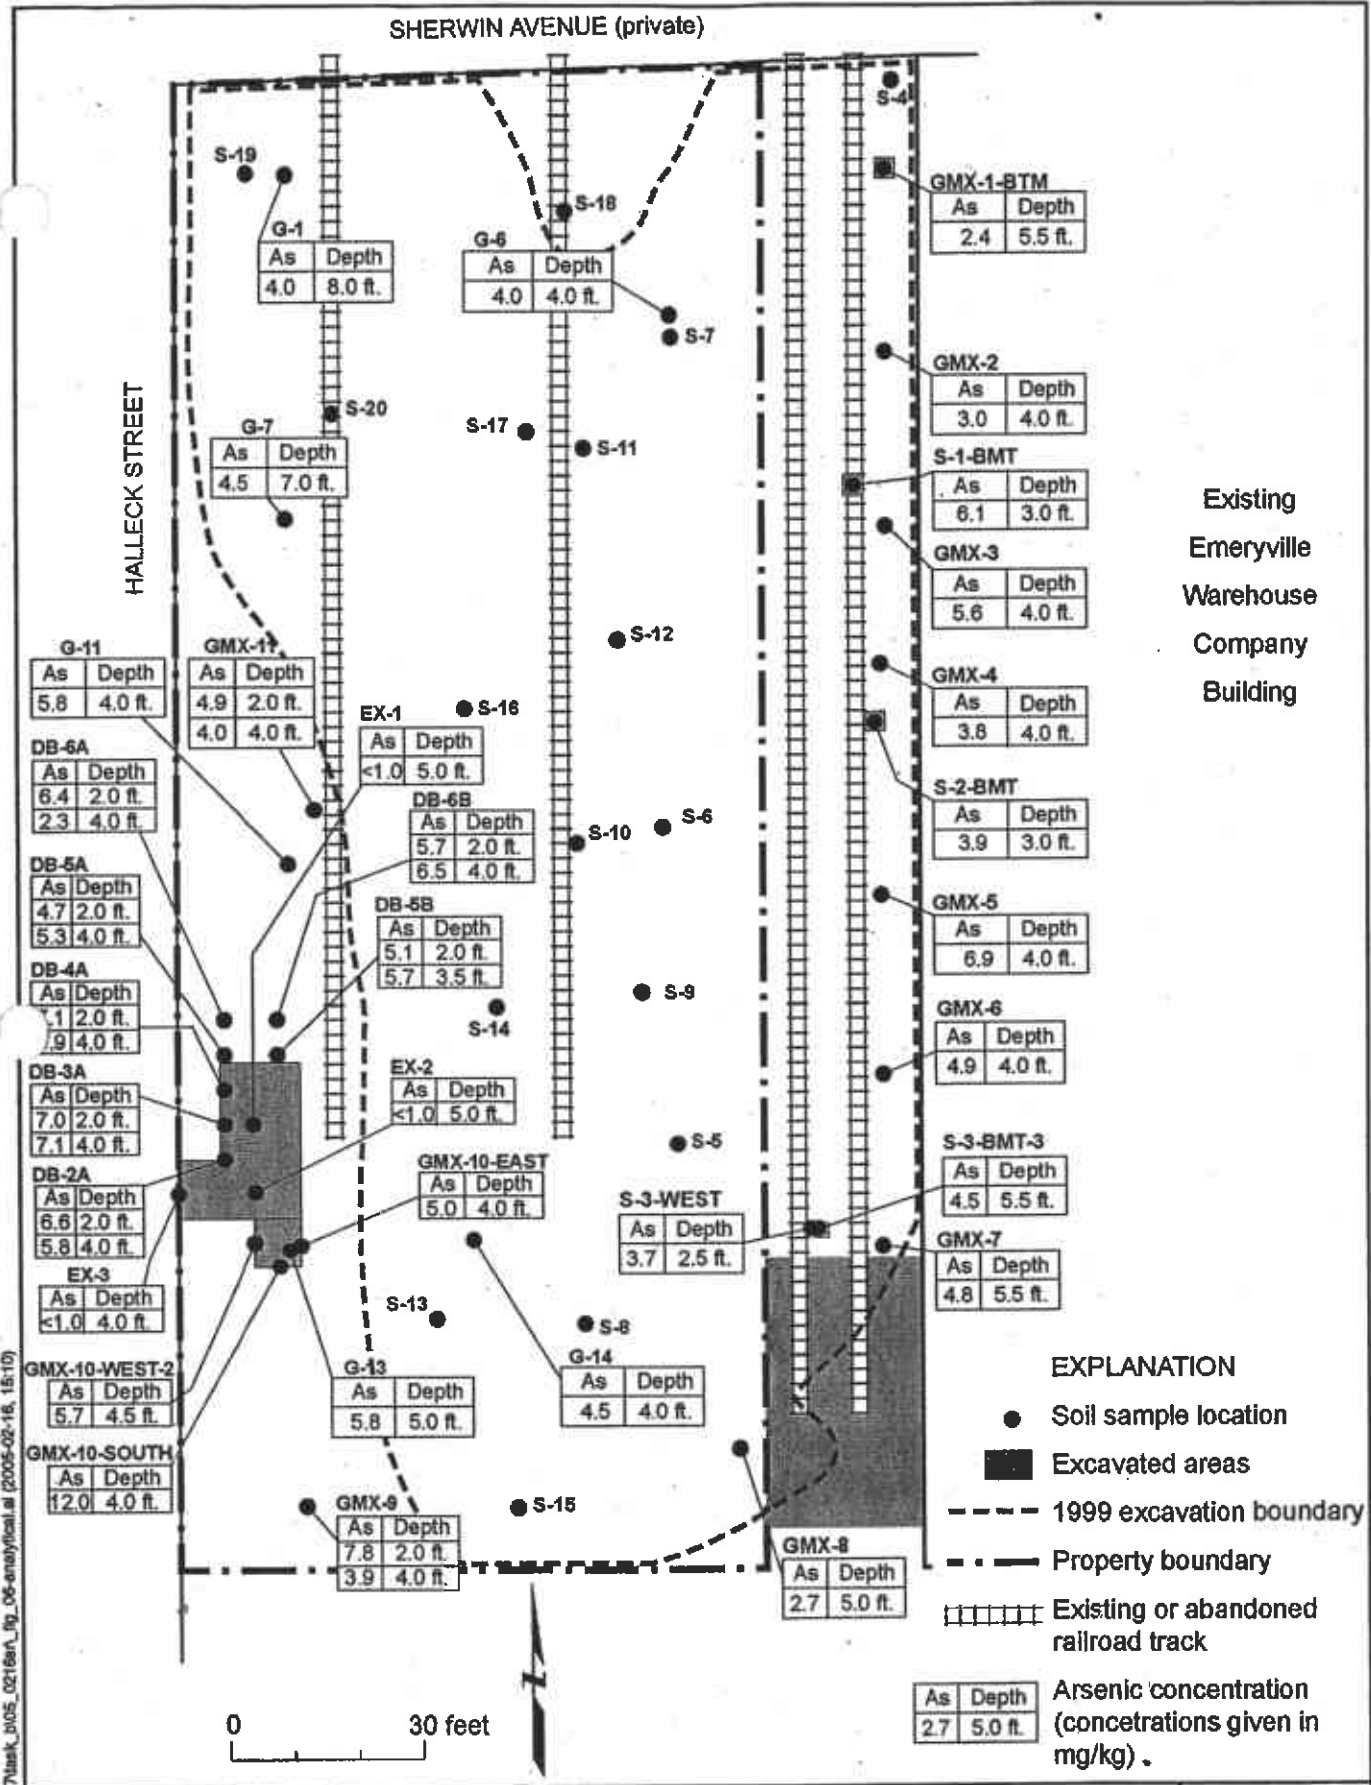 SHERWIN AVENUE (private)
S-4
S-19
GMX-1-BTM
As Depth
2.4 5.5 ft.
S-18
G-1
As Depth
4.0 8.0 ft.
G-6
As Depth
4.0 4.0 ft.
S-7
GMX-2
As Depth
3.0 4.0 ft.
HALLECK STREET
S-20
S-17
S-11
G-7
As Depth
4.5 7.0 ft.
S-1-BMT
As Depth
6.1 3.0 ft.
Existing
Emeryville
Warehouse
Company
Building
GMX-3
As Depth
5.6 4.0 ft.
S-12
G-11
As Depth
5.8 4.0 ft.
GMX-11
As Depth
4.9 2.0 ft.
4.0 4.0 ft.
GMX-4
As Depth
3.8 4.0 ft.
S-16
EX-1
As Depth
<1.0 5.0 ft.
DB-6A
As Depth
6.4 2.0 ft.
2.3 4.0 ft.
S-2-BMT
As Depth
3.9 3.0 ft.
DB-6B
As Depth
5.7 2.0 ft.
6.5 4.0 ft.
S-10
S-6
DB-5A
As Depth
4.7 2.0 ft.
5.3 4.0 ft.
DB-5B
As Depth
5.1 2.0 ft.
5.7 3.5 ft.
GMX-5
As Depth
6.9 4.0 ft.
DB-4A
As Depth
.1 2.0 ft.
.9 4.0 ft.
S-9
S-14
GMX-6
As Depth
4.9 4.0 ft.
DB-3A
As Depth
7.0 2.0 ft.
7.1 4.0 ft.
EX-2
As Depth
<1.0 5.0 ft.
S-5
DB-2A
As Depth
6.6 2.0 ft.
5.8 4.0 ft.
GMX-10-EAST
As Depth
5.0 4.0 ft.
S-3-BMT-3
As Depth
4.5 5.5 ft.
S-3-WEST
As Depth
3.7 2.5 ft.
GMX-7
As Depth
4.8 5.5 ft.
EX-3
As Depth
<1.0 4.0 ft.
S-13
S-8
GMX-10-WEST-2
As Depth
5.7 4.5 ft.
G-13
As Depth
5.8 5.0 ft.
G-14
As Depth
4.5 4.0 ft.
GMX-10-SOUTH
As Depth
12.0 4.0 ft.
GMX-9
As Depth
7.8 2.0 ft.
3.9 4.0 ft.
S-15
GMX-8
As Depth
2.7 5.0 ft.
EXPLANATION
Soil sample location
Excavated areas
1999 excavation boundary
Property boundary
Existing or abandoned
railroad track
As Depth
2.7 5.0 ft.
Arsenic concentration
(concetrations given in
mg/kg)
0 30 feet